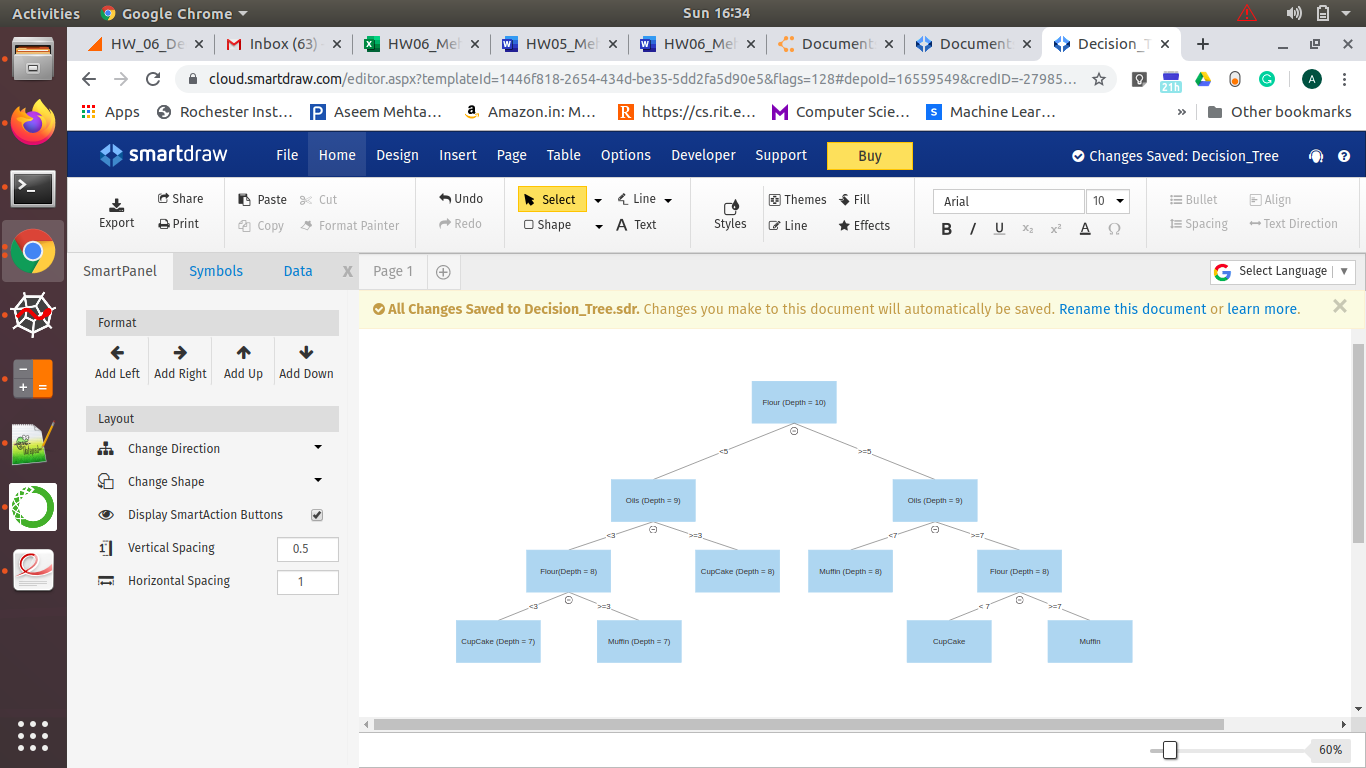 Activities Google Chrome Sun 16:34
HW_06_De Inbox (63) HW06_Meh HW05_Meh HW06_Meh Document Document Decision_T
cloud.smartdraw.com/editor.aspx?templateId=1446f818-2654-434d-be35-5dd2fa5d90e5&flags=128#depoId=16559549&credID=-27985… A
21h
Apps Rochester Inst… Aseem Mehta… Amazon.in: M… https://cs.rit.e… Computer Scie… Machine Lear… » Other bookmarks
smartdraw File Home Design Insert Page Table Options Developer Support Buy Changes Saved: Decision_Tree
Export Share Print Paste Cut Copy Format Painter Undo Redo Select Line Shape Text Styles Themes Fill Line Effects Arial 10 B I U x₂ x² A Ω Bullet Align Spacing Text Direction
SmartPanel Symbols Data X Page 1 Select Language
All Changes Saved to Decision_Tree.sdr. Changes you make to this document will automatically be saved. Rename this document or learn more.
Format
Add Left Add Right Add Up Add Down
Layout
Change Direction
Change Shape
Display SmartAction Buttons
Vertical Spacing 0.5
Horizontal Spacing 1
Flour (Depth = 10)
<5 >=5
Oils (Depth = 9) Oils (Depth = 9)
<3 >=3 <7 >=7
Flour(Depth = 8) CupCake (Depth = 8) Muffin (Depth = 8) Flour (Depth = 8)
<3 >=3 < 7 >=7
CupCake (Depth = 7) Muffin (Depth = 7) CupCake Muffin
60%